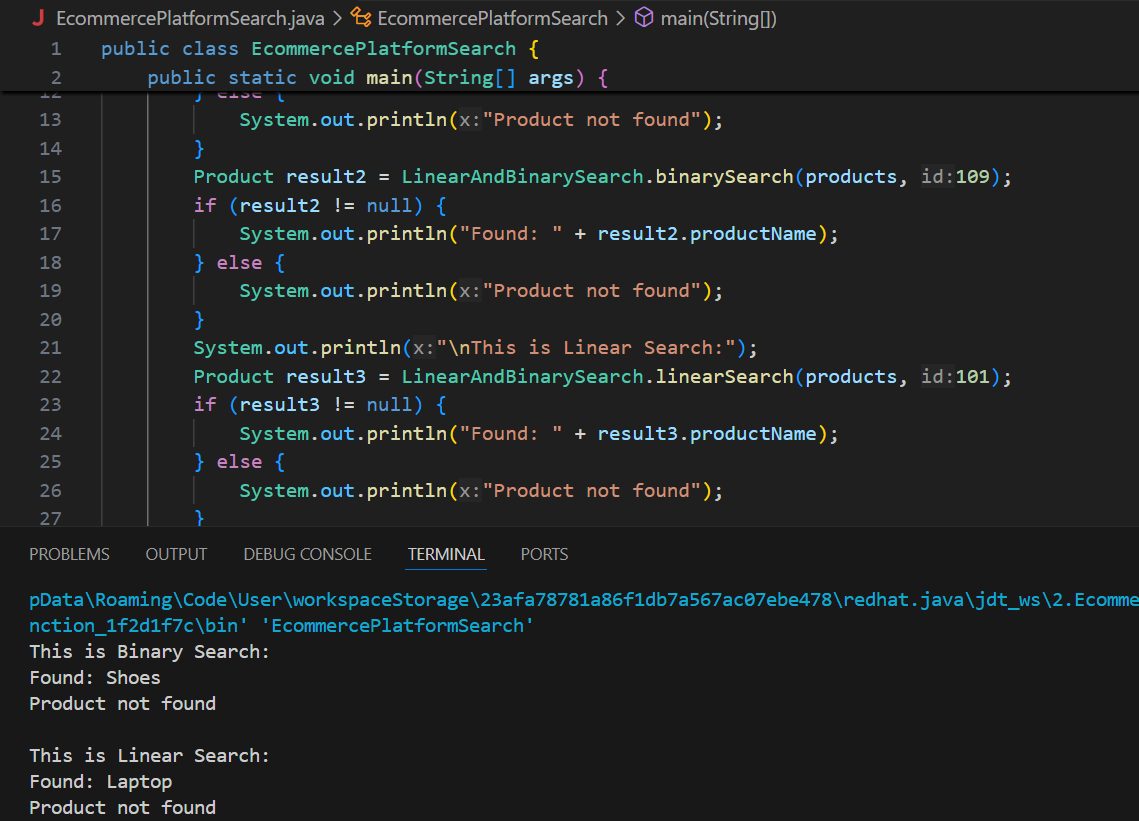 EcommercePlatformSearch.java > EcommercePlatformSearch > main(String[])
1 public class EcommercePlatformSearch {
2 public static void main(String[] args) {
12 } else {
13 System.out.println(x:"Product not found");
14 }
15 Product result2 = LinearAndBinarySearch.binarySearch(products, id:109);
16 if (result2 != null) {
17 System.out.println("Found: " + result2.productName);
18 } else {
19 System.out.println(x:"Product not found");
20 }
21 System.out.println(x:"\nThis is Linear Search:");
22 Product result3 = LinearAndBinarySearch.linearSearch(products, id:101);
23 if (result3 != null) {
24 System.out.println("Found: " + result3.productName);
25 } else {
26 System.out.println(x:"Product not found");
27 }
PROBLEMS OUTPUT DEBUG CONSOLE TERMINAL PORTS
pData\Roaming\Code\User\workspaceStorage\23afa78781a86f1db7a567ac07ebe478\redhat.java\jdt_ws\2.Ecomme
nction_1f2d1f7c\bin' 'EcommercePlatformSearch'
This is Binary Search:
Found: Shoes
Product not found
This is Linear Search:
Found: Laptop
Product not found